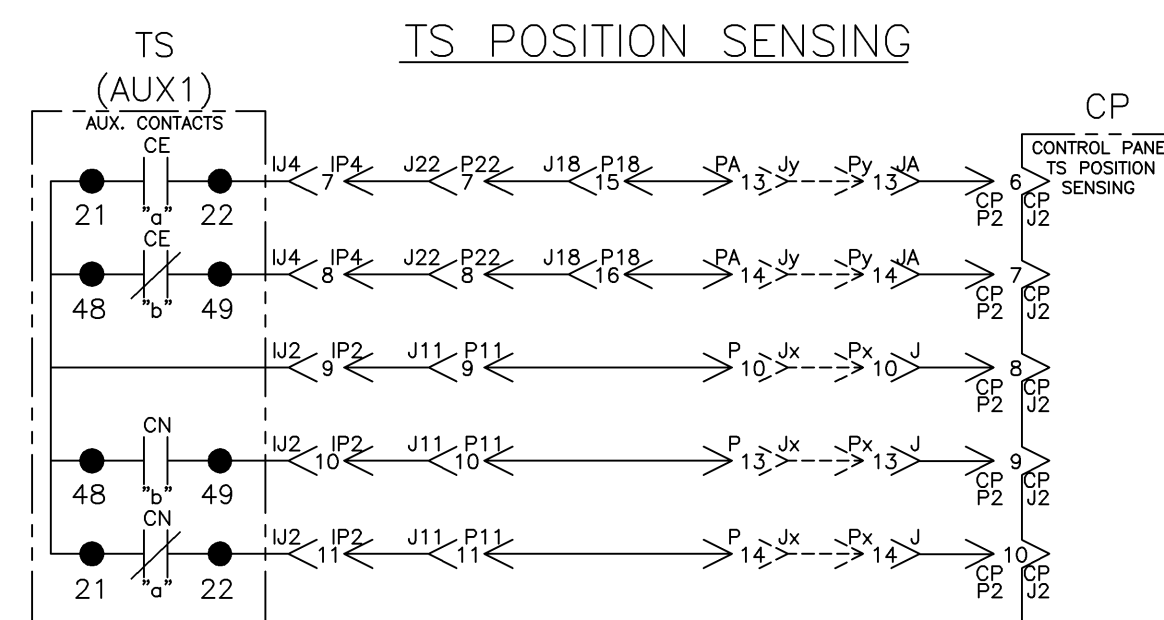 TS POSITION SENSING
TS
(AUX1)
AUX. CONTACTS
CP
CONTROL PANE
TS POSITION
SENSING
CE
IJ4 7 IP4 J22 7 P22 J18 15 P18 PA 13 Jy Py 13 JA 6
21 "a" 22 CP P2 CP J2
CE
IJ4 8 IP4 J22 8 P22 J18 16 P18 PA 14 Jy Py 14 JA 7
48 "b" 49 CP P2 CP J2
IJ2 9 IP2 J11 9 P11 P 10 Jx Px 10 J 8
CP P2 CP J2
CN
IJ2 10 IP2 J11 10 P11 P 13 Jx Px 13 J 9
48 "b" 49 CP P2 CP J2
CN
IJ2 11 IP2 J11 11 P11 P 14 Jx Px 14 J 10
21 "a" 22 CP P2 CP J2